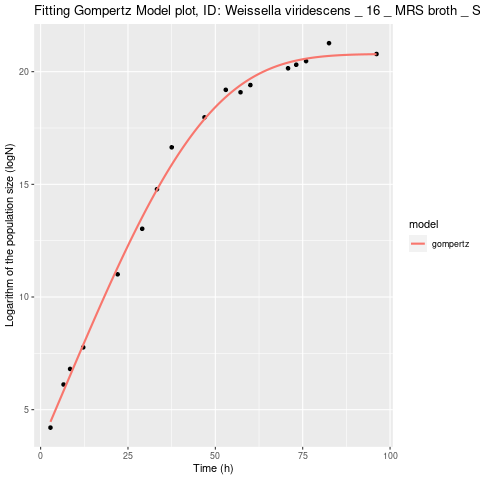 Fitting Gompertz Model plot, ID: Weissella viridescens _ 16 _ MRS broth _ S
Logarithm of the population size (logN)
20
15
10
5
0
25
50
75
100
Time (h)
model
gompertz